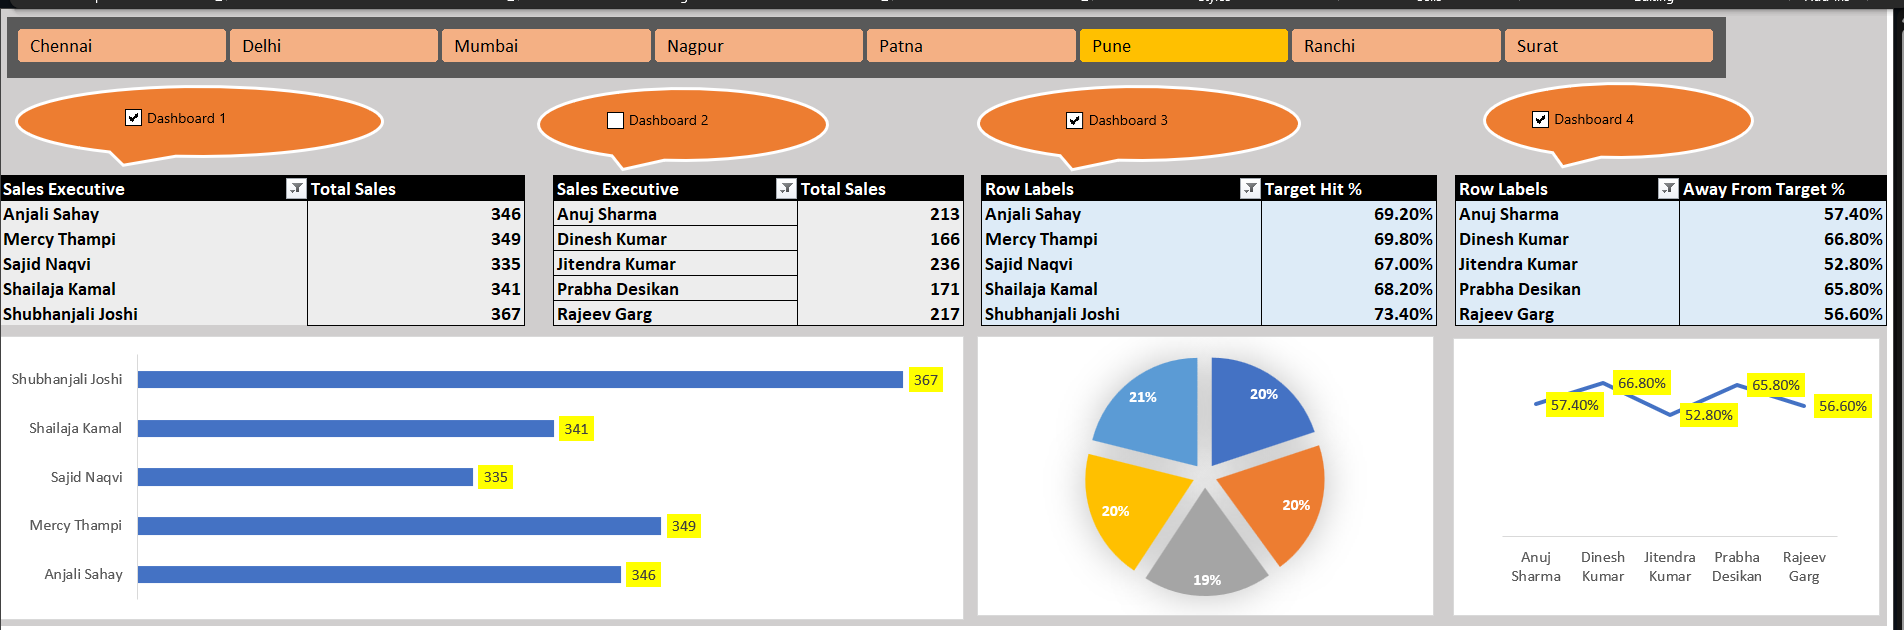 Chennai
Delhi
Mumbai
Nagpur
Patna
Pune
Ranchi
Surat
Dashboard 1
Dashboard 2
Dashboard 3
Dashboard 4
Sales Executive Total Sales
Anjali Sahay 346
Mercy Thampi 349
Sajid Naqvi 335
Shailaja Kamal 341
Shubhanjali Joshi 367
Sales Executive Total Sales
Anuj Sharma 213
Dinesh Kumar 166
Jitendra Kumar 236
Prabha Desikan 171
Rajeev Garg 217
Row Labels Target Hit %
Anjali Sahay 69.20%
Mercy Thampi 69.80%
Sajid Naqvi 67.00%
Shailaja Kamal 68.20%
Shubhanjali Joshi 73.40%
Row Labels Away From Target %
Anuj Sharma 57.40%
Dinesh Kumar 66.80%
Jitendra Kumar 52.80%
Prabha Desikan 65.80%
Rajeev Garg 56.60%
Shubhanjali Joshi 367
Shailaja Kamal 341
Sajid Naqvi 335
Mercy Thampi 349
Anjali Sahay 346
21%
20%
20%
20%
19%
57.40%
66.80%
52.80%
65.80%
56.60%
Anuj
Sharma
Dinesh
Kumar
Jitendra
Kumar
Prabha
Desikan
Rajeev
Garg